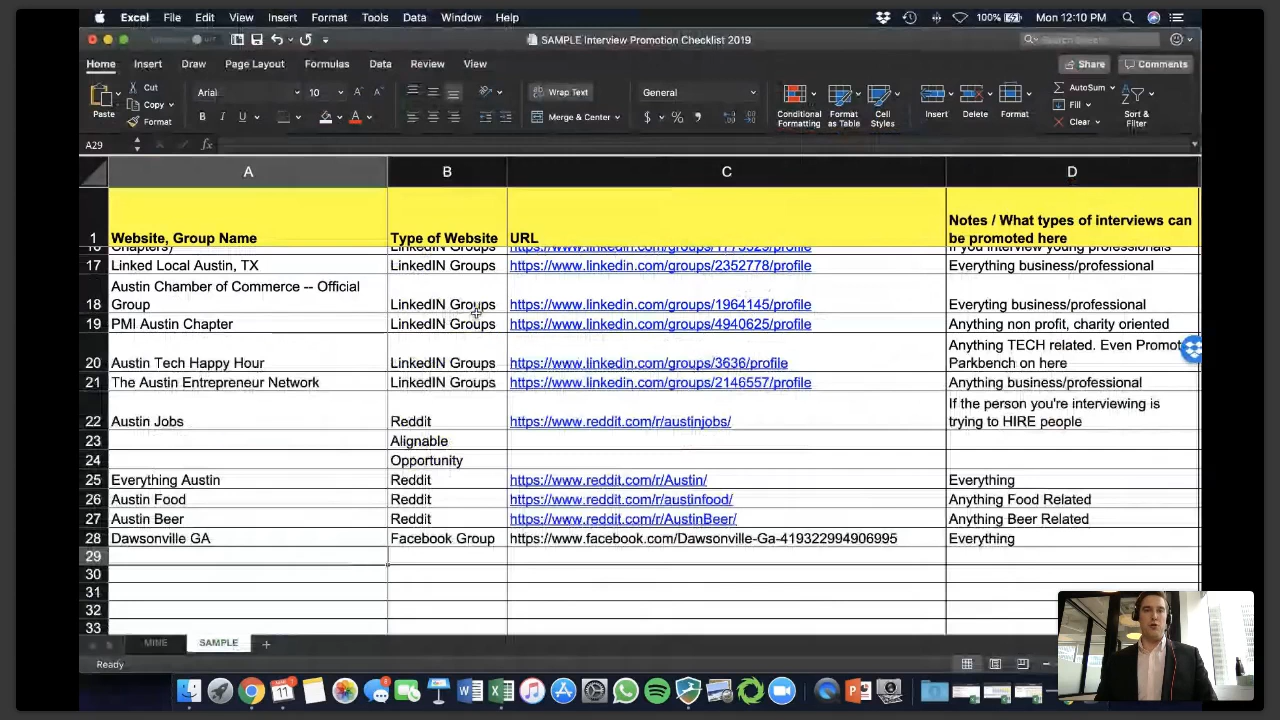 Excel File Edit View Insert Format Tools Data Window Help 100% Mon 12:10 PM
SAMPLE Interview Promotion Checklist 2019
Home Insert Draw Page Layout Formulas Data Review View Share Comments
Paste Cut Copy Format
Arial 10 A A
B I U A
Wrap Text
Merge & Center
General
$ %
Conditional Formatting
Format as Table
Cell Styles
Insert Delete Format
AutoSum
Fill
Clear
Sort & Filter
A29 fx
A B C D
1 Website, Group Name Type of Website URL Notes / What types of interviews can
be promoted here
17 Linked Local Austin, TX LinkedIN Groups https://www.linkedin.com/groups/2352778/profile Everything business/professional
Austin Chamber of Commerce -- Official
18 Group LinkedIN Groups https://www.linkedin.com/groups/1964145/profile Everyting business/professional
19 PMI Austin Chapter LinkedIN Groups https://www.linkedin.com/groups/4940625/profile Anything non profit, charity oriented
Anything TECH related. Even Promot
20 Austin Tech Happy Hour LinkedIN Groups https://www.linkedin.com/groups/3636/profile Parkbench on here
21 The Austin Entrepreneur Network LinkedIN Groups https://www.linkedin.com/groups/2146557/profile Anything business/professional
If the person you're interviewing is
22 Austin Jobs Reddit https://www.reddit.com/r/austinjobs/ trying to HIRE people
23 Alignable
24 Opportunity
25 Everything Austin Reddit https://www.reddit.com/r/Austin/ Everything
26 Austin Food Reddit https://www.reddit.com/r/austinfood/ Anything Food Related
27 Austin Beer Reddit https://www.reddit.com/r/AustinBeer/ Anything Beer Related
28 Dawsonville GA Facebook Group https://www.facebook.com/Dawsonville-Ga-419322994906995 Everything
29
30
31
32
33
MINE SAMPLE +
Ready